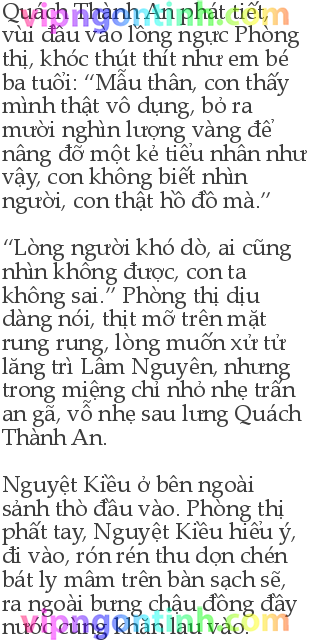 Quách Thành An phát tiết,
vùi đầu vào lồng ngực Phòng
thị, khóc thút thít như em bé
ba tuổi: “Mẫu thân, con thấy
mình thật vô dụng, bỏ ra
mười nghìn lượng vàng để
nâng đỡ một kẻ tiểu nhân như
vậy, con không biết nhìn
người, con thật hồ đồ mà.”
“Lòng người khó dò, ai cũng
nhìn không được, con ta
không sai.” Phòng thị dịu
dàng nói, thịt mỡ trên mặt
rung rung, lòng muốn xử tử
lăng trì Lâm Nguyên, nhưng
trong miệng chỉ nhỏ nhẹ trấn
an gã, vỗ nhẹ sau lưng Quách
Thành An.
Nguyệt Kiều ở bên ngoài
sảnh thò đầu vào. Phòng thị
phất tay, Nguyệt Kiều hiểu ý,
đi vào, rón rén thu dọn chén
bát ly mâm trên bàn sạch sẽ,
ra ngoài bưng chậu đồng đầy
nước cùng khăn lau vào.
vipngontinh.com
vipngontinh.com